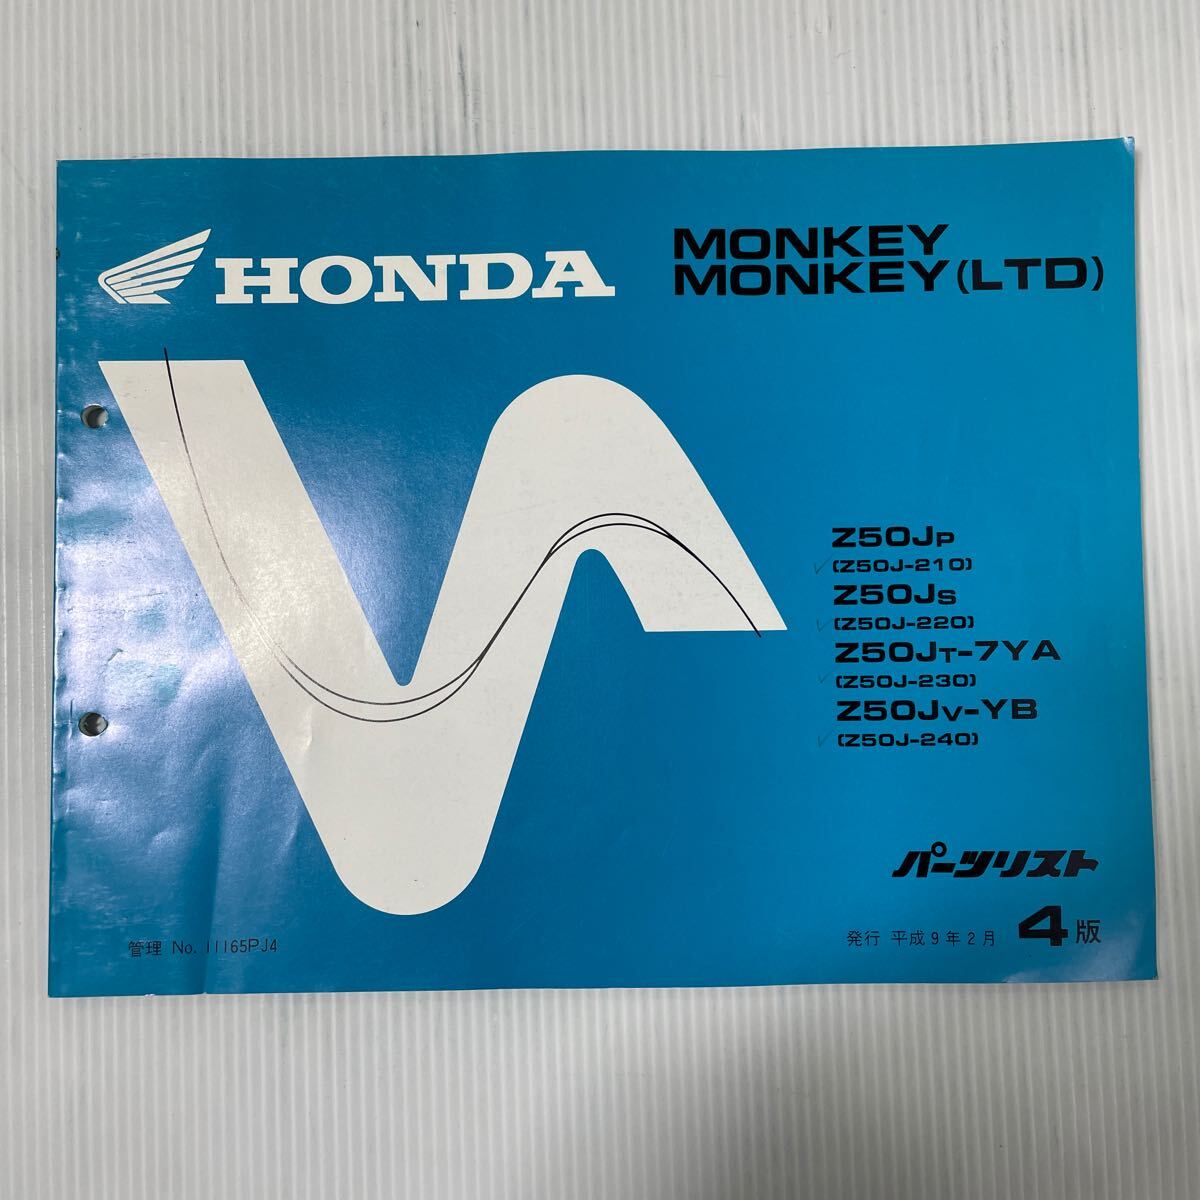 HONDA
MONKEY
MONKEY (LTD)
Z50JP
(Z50J-210)
Z50JS
(Z50J-220)
Z50JT-7YA
(Z50J-230)
Z50JV-YB
(Z50J-240)
パーツリスト
管理 No. 11165PJ4
発行 平成9年2月 4版